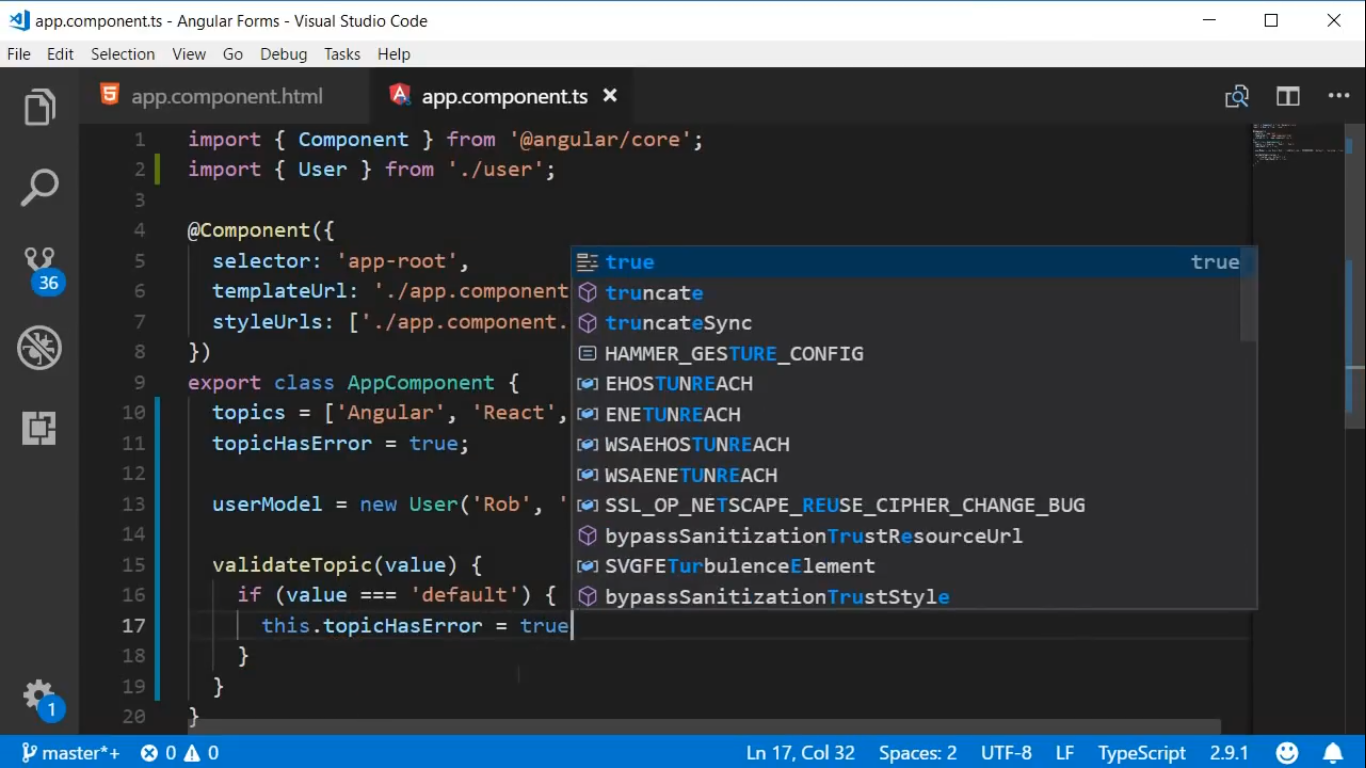 app.component.ts - Angular Forms - Visual Studio Code
File Edit Selection View Go Debug Tasks Help
app.component.html app.component.ts
1 import { Component } from '@angular/core';
2 import { User } from './user';
3
4 @Component({
5 selector: 'app-root',
6 templateUrl: './app.component
7 styleUrls: ['./app.component.
8 })
9 export class AppComponent {
10 topics = ['Angular', 'React',
11 topicHasError = true;
12
13 userModel = new User('Rob', '
14
15 validateTopic(value) {
16 if (value === 'default') {
17 this.topicHasError = true
18 }
19 }
20 }
true true
truncate
truncateSync
HAMMER_GESTURE_CONFIG
EHOSTUNREACH
ENETUNREACH
WSAEHOSTUNREACH
WSAENETUNREACH
SSL_OP_NETSCAPE_REUSE_CIPHER_CHANGE_BUG
bypassSanitizationTrustResourceUrl
SVGFETurbulenceElement
bypassSanitizationTrustStyle
36
1
master*+ 0 0 Ln 17, Col 32 Spaces: 2 UTF-8 LF TypeScript 2.9.1